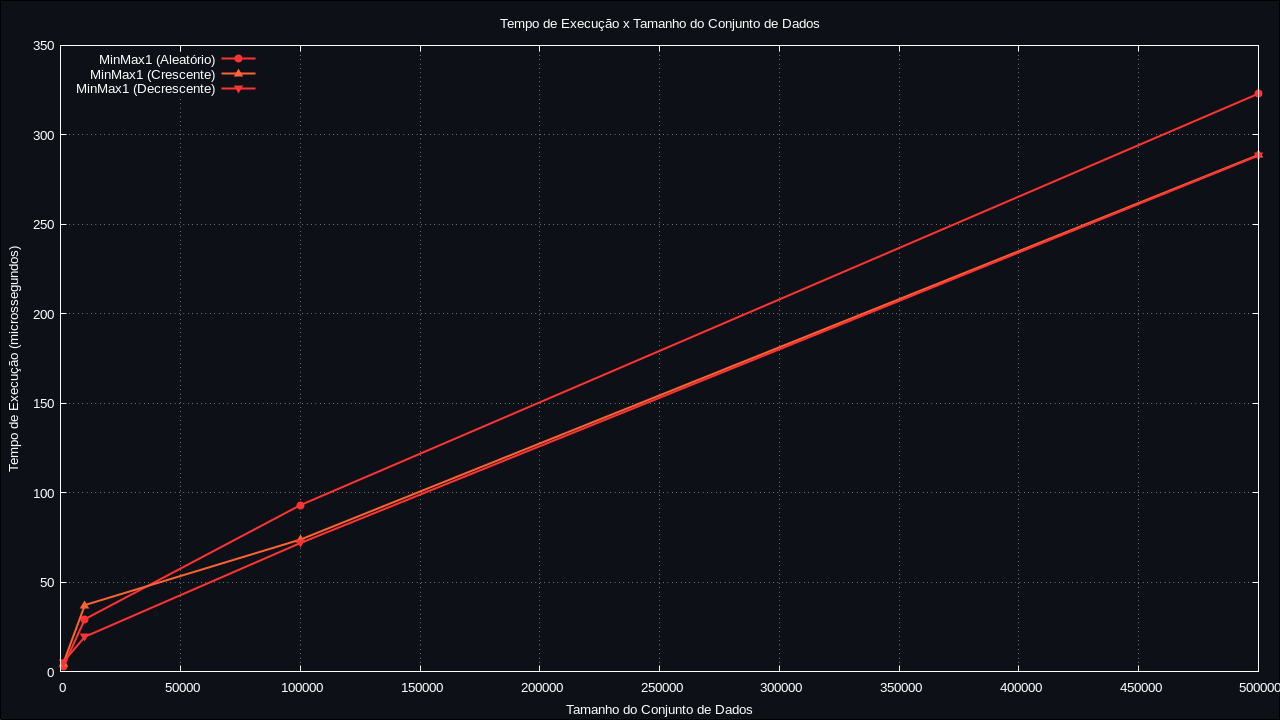 Tempo de Execução x Tamanho do Conjunto de Dados
350
300
250
200
150
100
50
0
MinMax1 (Aleatório)
MinMax1 (Crescente)
MinMax1 (Decrescente)
Tempo de Execução (microssegundos)
0 50000 100000 150000 200000 250000 300000 350000 400000 450000 500000
Tamanho do Conjunto de Dados